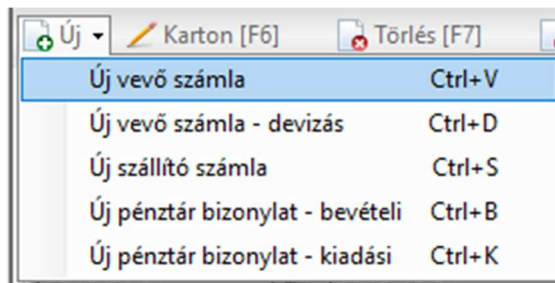 Új Karton [F6] Törlés [F7]
Új vevő számla Ctrl+V
Új vevő számla - devizás Ctrl+D
Új szállító számla Ctrl+S
Új pénztár bizonylat - bevételi Ctrl+B
Új pénztár bizonylat - kiadási Ctrl+K